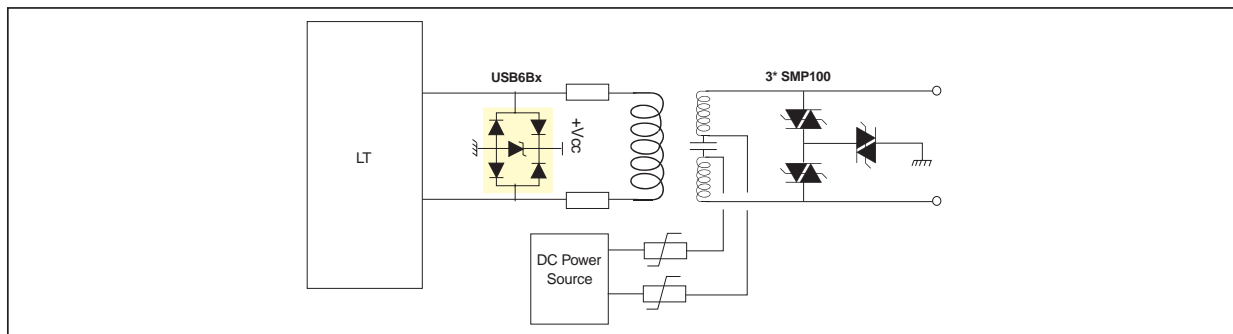 USB6Bx
3* SMP100
+Vcc
LT
DC Power
Source